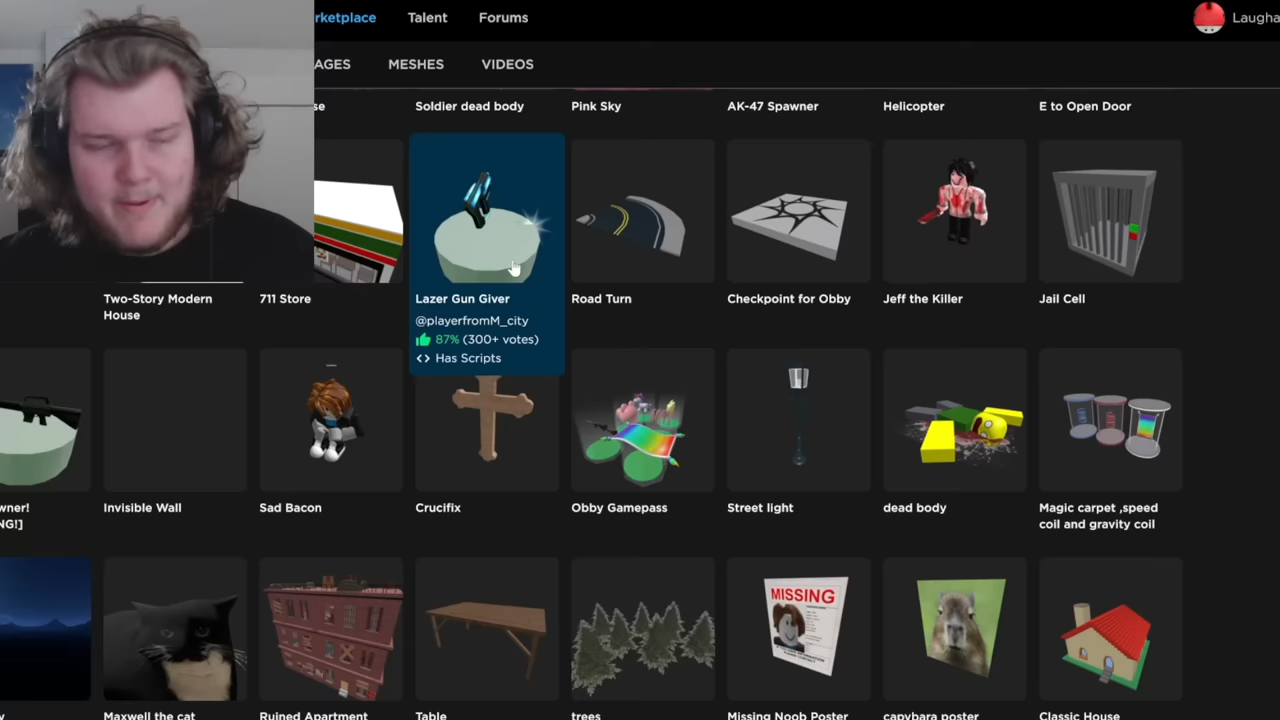 rketplace
Talent
Forums
Laugha
AGES
MESHES
VIDEOS
se
Soldier dead body
Pink Sky
AK-47 Spawner
Helicopter
E to Open Door
Two-Story Modern
House
711 Store
Lazer Gun Giver
@playerfromM_city
87% (300+ votes)
Has Scripts
Road Turn
Checkpoint for Obby
Jeff the Killer
Jail Cell
wner!
NG!]
Invisible Wall
Sad Bacon
Crucifix
Obby Gamepass
Street light
dead body
Magic carpet ,speed
coil and gravity coil
MISSING
y
Maxwell the cat
Ruined Apartment
Table
trees
Missing Noob Poster
capybara poster
Classic House